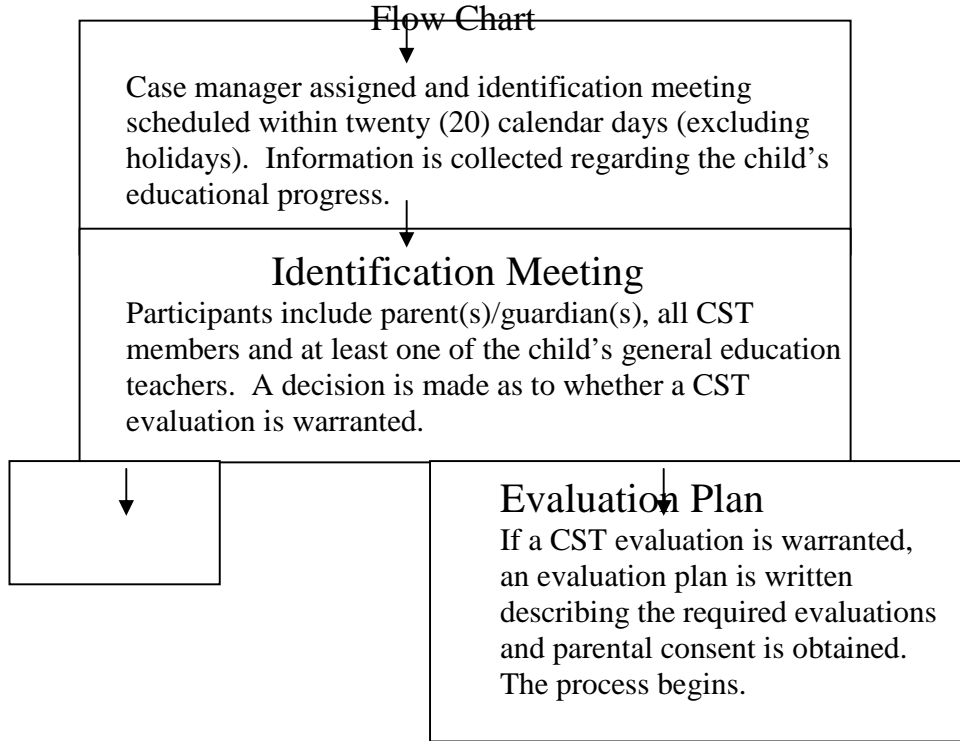 Flow Chart
Case manager assigned and identification meeting
scheduled within twenty (20) calendar days (excluding
holidays).  Information is collected regarding the child’s
educational progress.
Identification Meeting
Participants include parent(s)/guardian(s), all CST
members and at least one of the child’s general education
teachers.  A decision is made as to whether a CST
evaluation is warranted.
Evaluation Plan
If a CST evaluation is warranted,
an evaluation plan is written
describing the required evaluations
and parental consent is obtained.
The process begins.